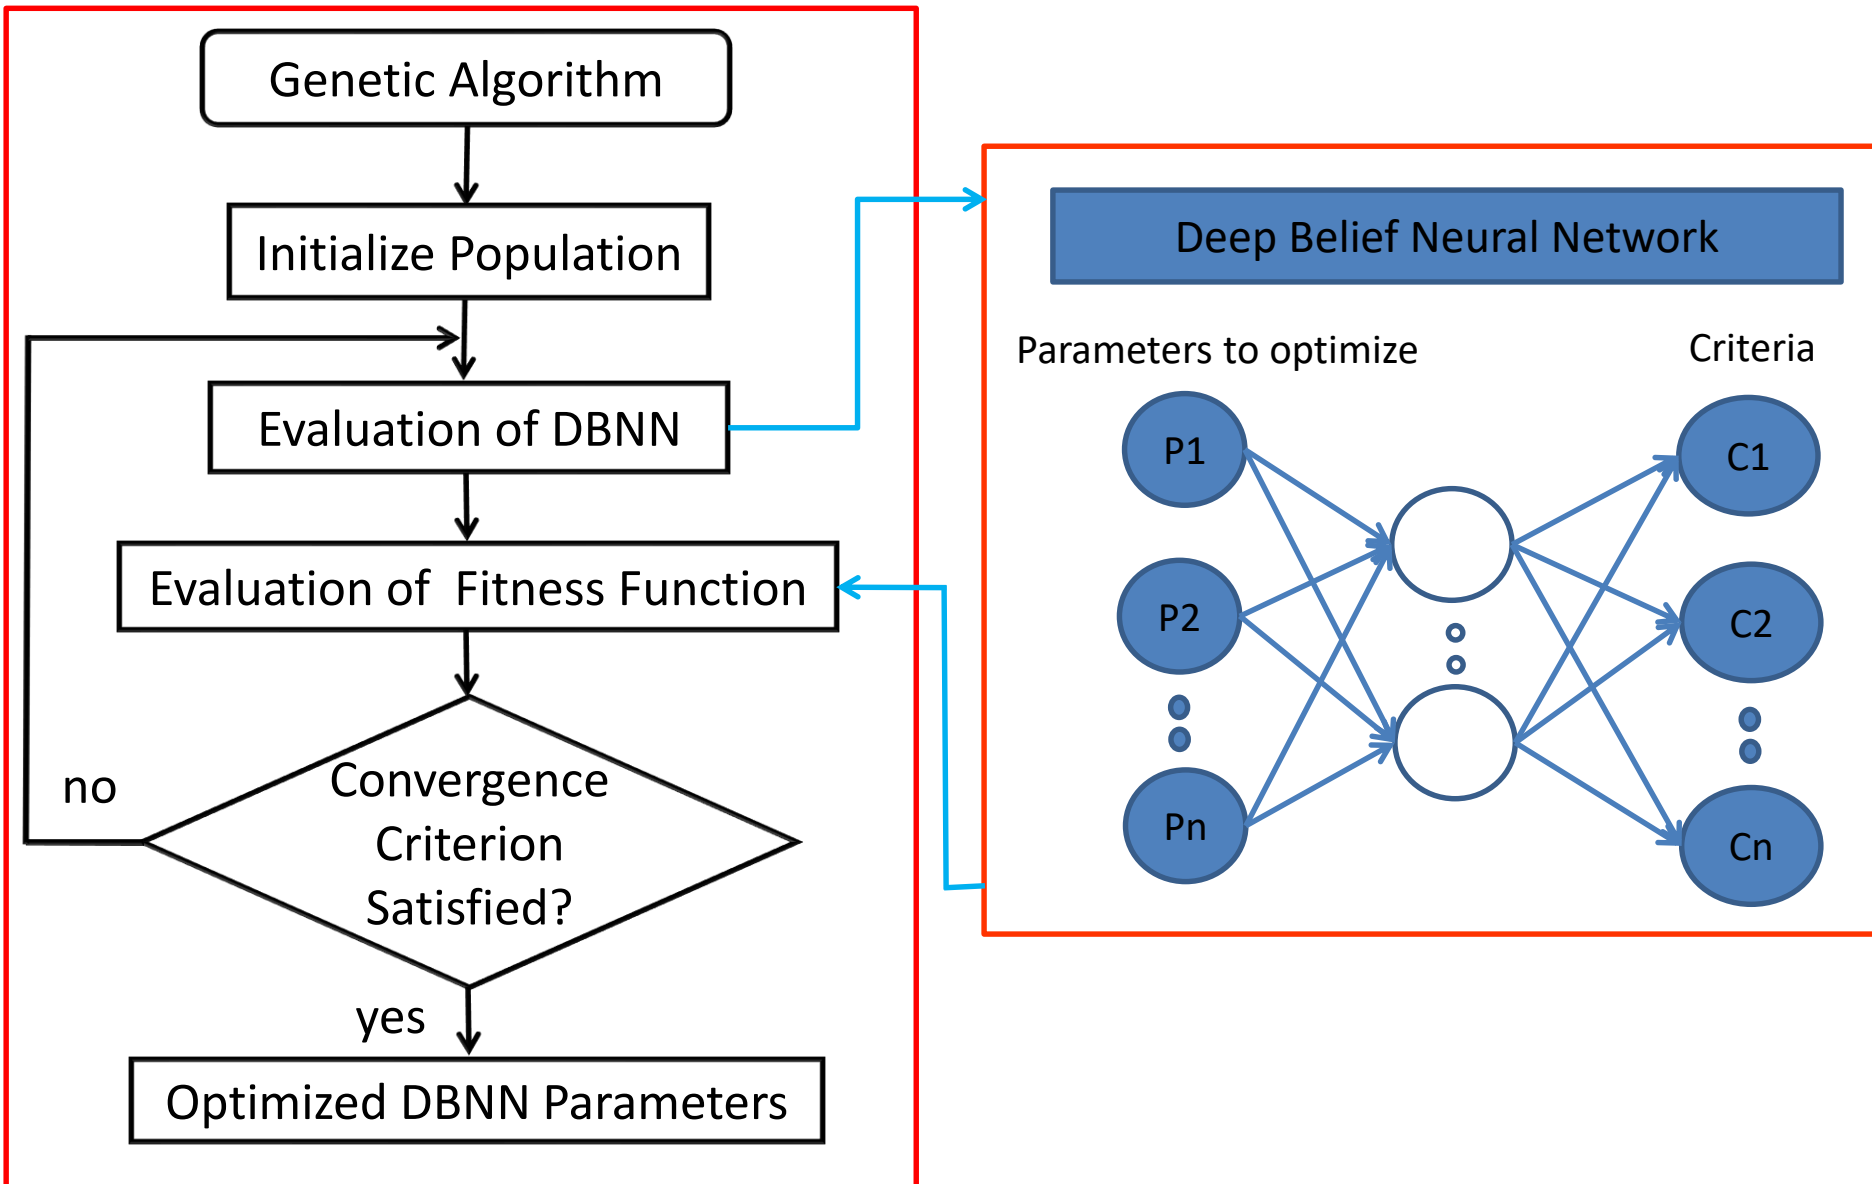 Genetic Algorithm
Initialize Population
Evaluation of DBNN
Evaluation of  Fitness Function
Convergence
Criterion
Satisfied?
no
yes
Optimized DBNN Parameters
Deep Belief Neural Network
Parameters to optimize
Criteria
P1
P2
Pn
C1
C2
Cn